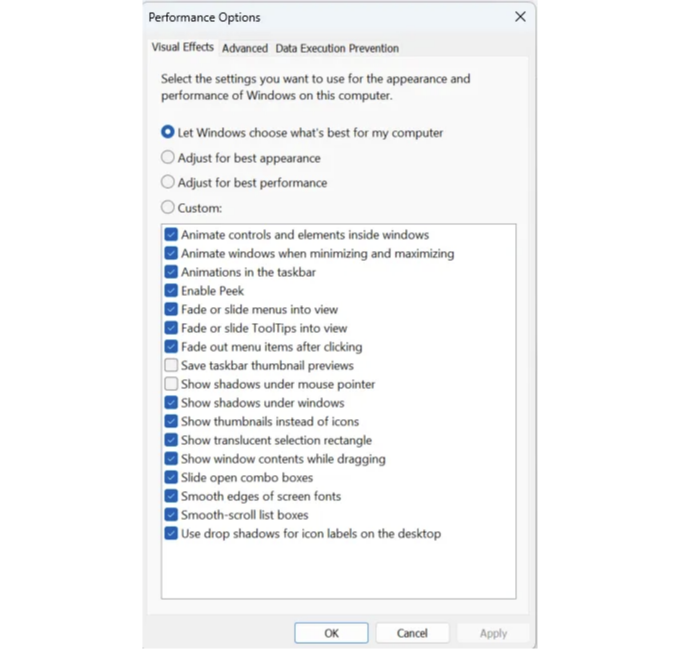 Performance Options
Visual Effects Advanced Data Execution Prevention
Select the settings you want to use for the appearance and
performance of Windows on this computer.
Let Windows choose what's best for my computer
Adjust for best appearance
Adjust for best performance
Custom:
Animate controls and elements inside windows
Animate windows when minimizing and maximizing
Animations in the taskbar
Enable Peek
Fade or slide menus into view
Fade or slide ToolTips into view
Fade out menu items after clicking
Save taskbar thumbnail previews
Show shadows under mouse pointer
Show shadows under windows
Show thumbnails instead of icons
Show translucent selection rectangle
Show window contents while dragging
Slide open combo boxes
Smooth edges of screen fonts
Smooth-scroll list boxes
Use drop shadows for icon labels on the desktop
OK Cancel Apply